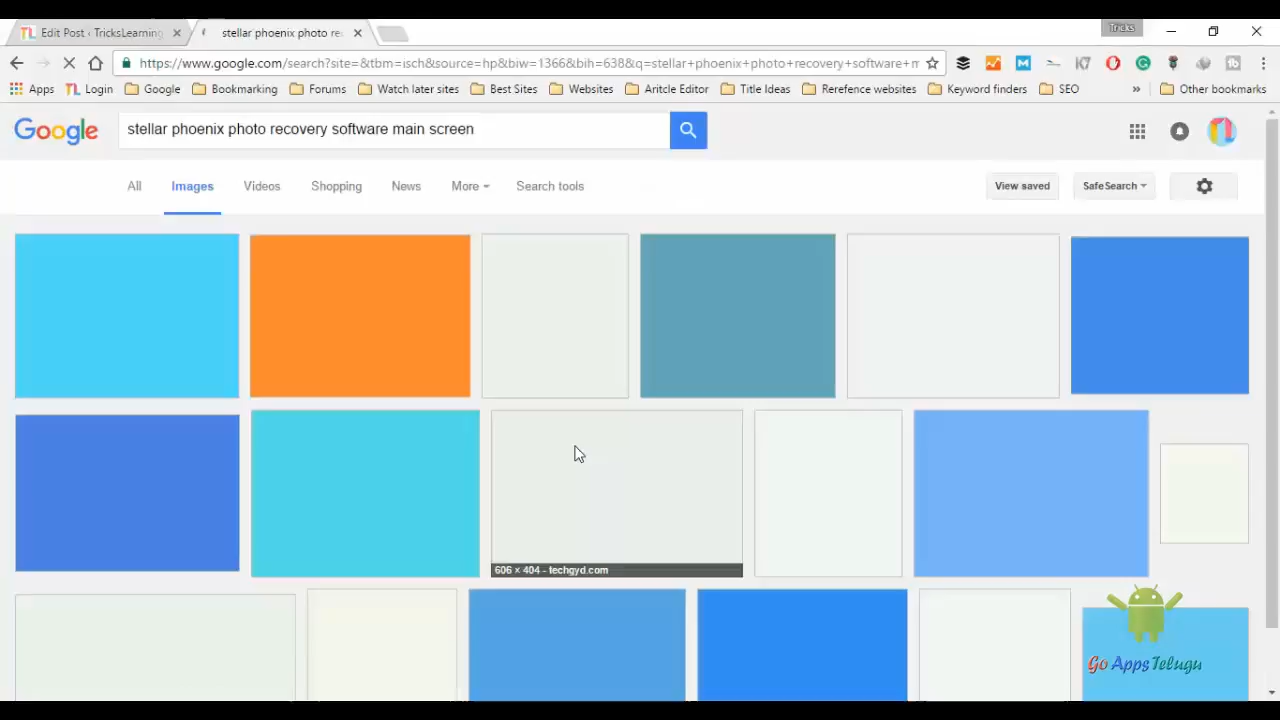 Edit Post ‹ TricksLearning
stellar phoenix photo re
Tricks
https://www.google.com/search?site=&tbm=isch&source=hp&biw=1366&bih=638&q=stellar+phoenix+photo+recovery+software+m
Apps
Login
Google
Bookmarking
Forums
Watch later sites
Best Sites
Websites
Aritcle Editor
Title Ideas
Rerefence websites
Keyword finders
SEO
»
Other bookmarks
Google
stellar phoenix photo recovery software main screen
All
Images
Videos
Shopping
News
More
Search tools
View saved
SafeSearch
606 × 404 - techgyd.com
Go Apps Telugu